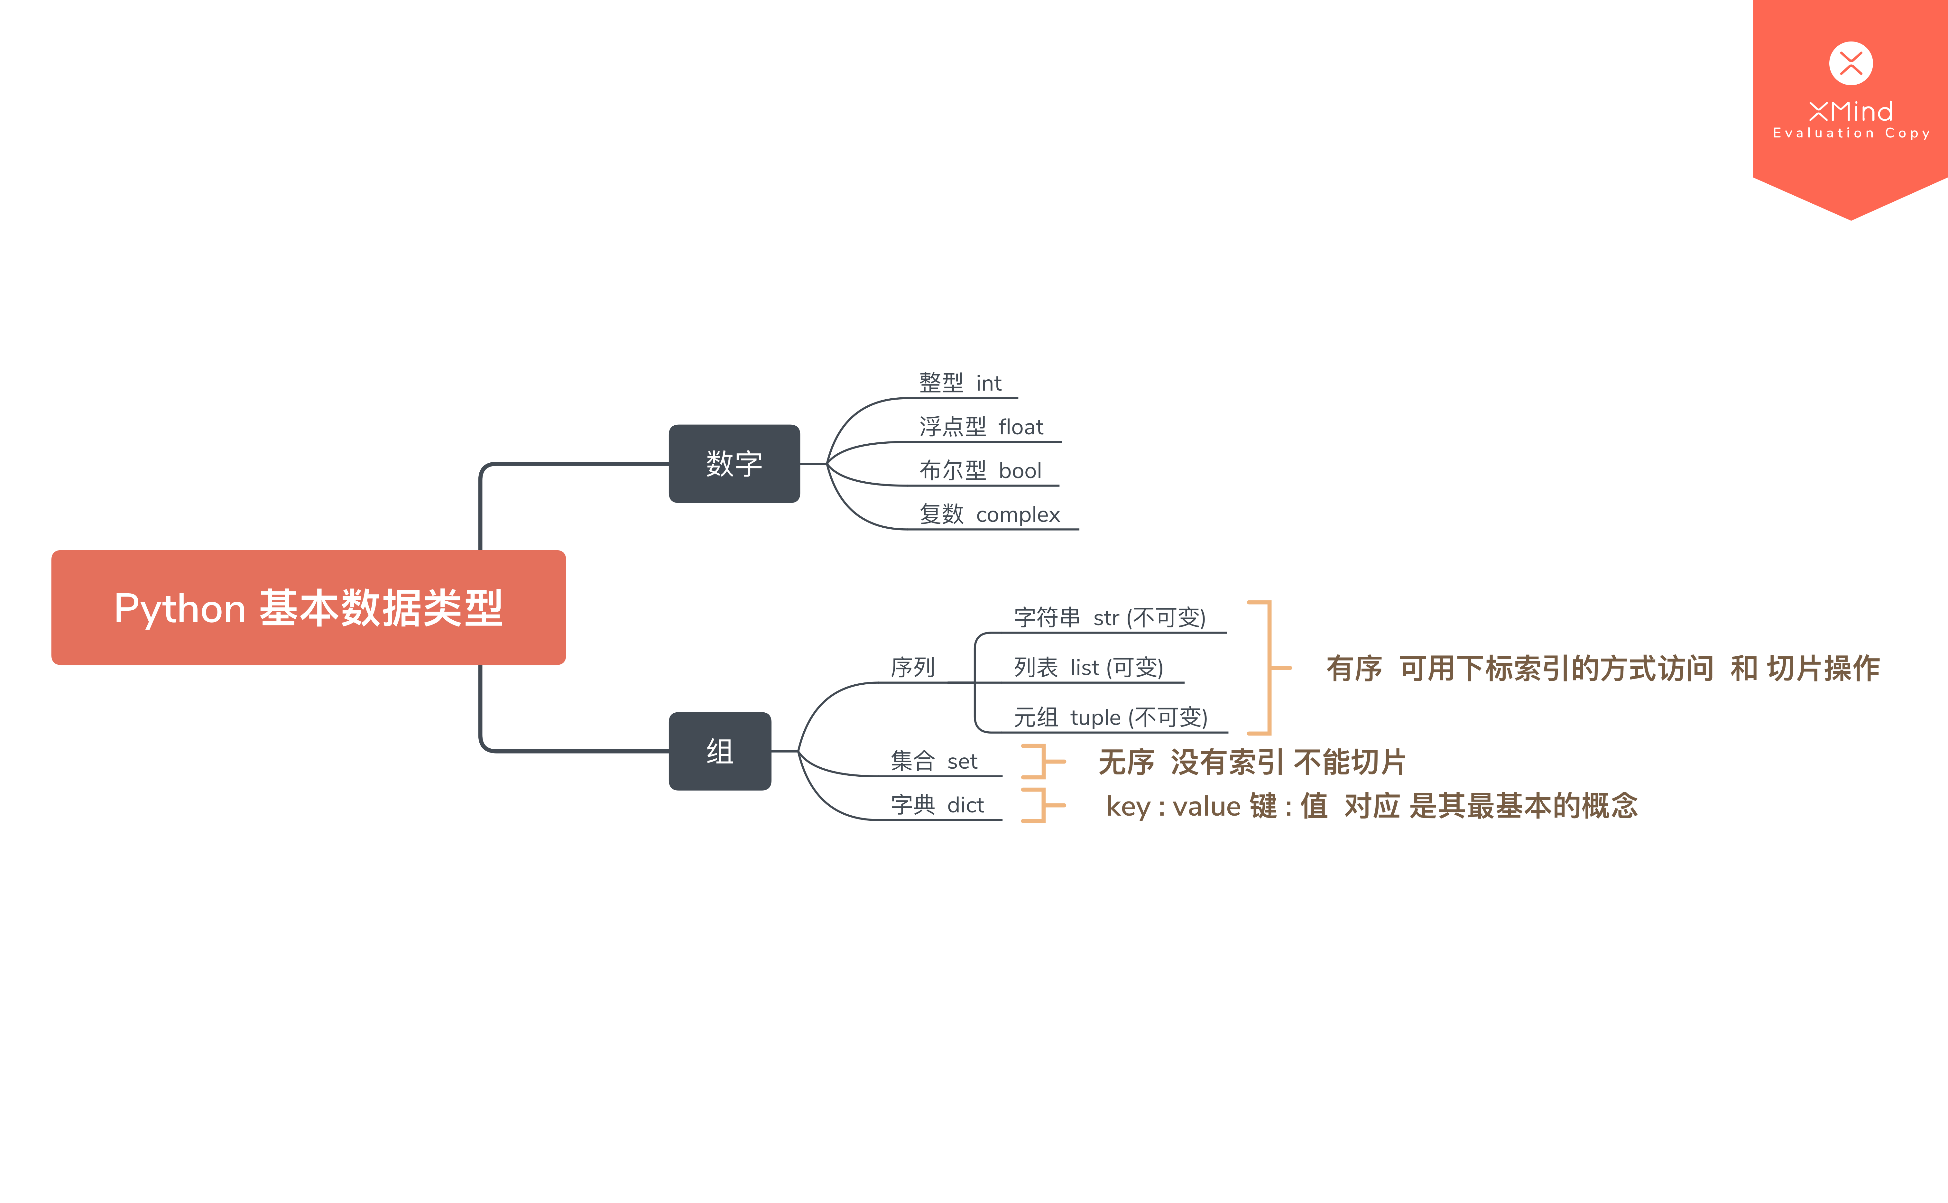 XMind
Evaluation Copy
Python 基本数据类型
数字
整型 int
浮点型 float
布尔型 bool
复数 complex
组
序列
字符串 str (不可变)
列表 list (可变)
元组 tuple (不可变)
有序 可用下标索引的方式访问 和 切片操作
集合 set
无序 没有索引 不能切片
字典 dict
key : value 键 : 值 对应 是其最基本的概念